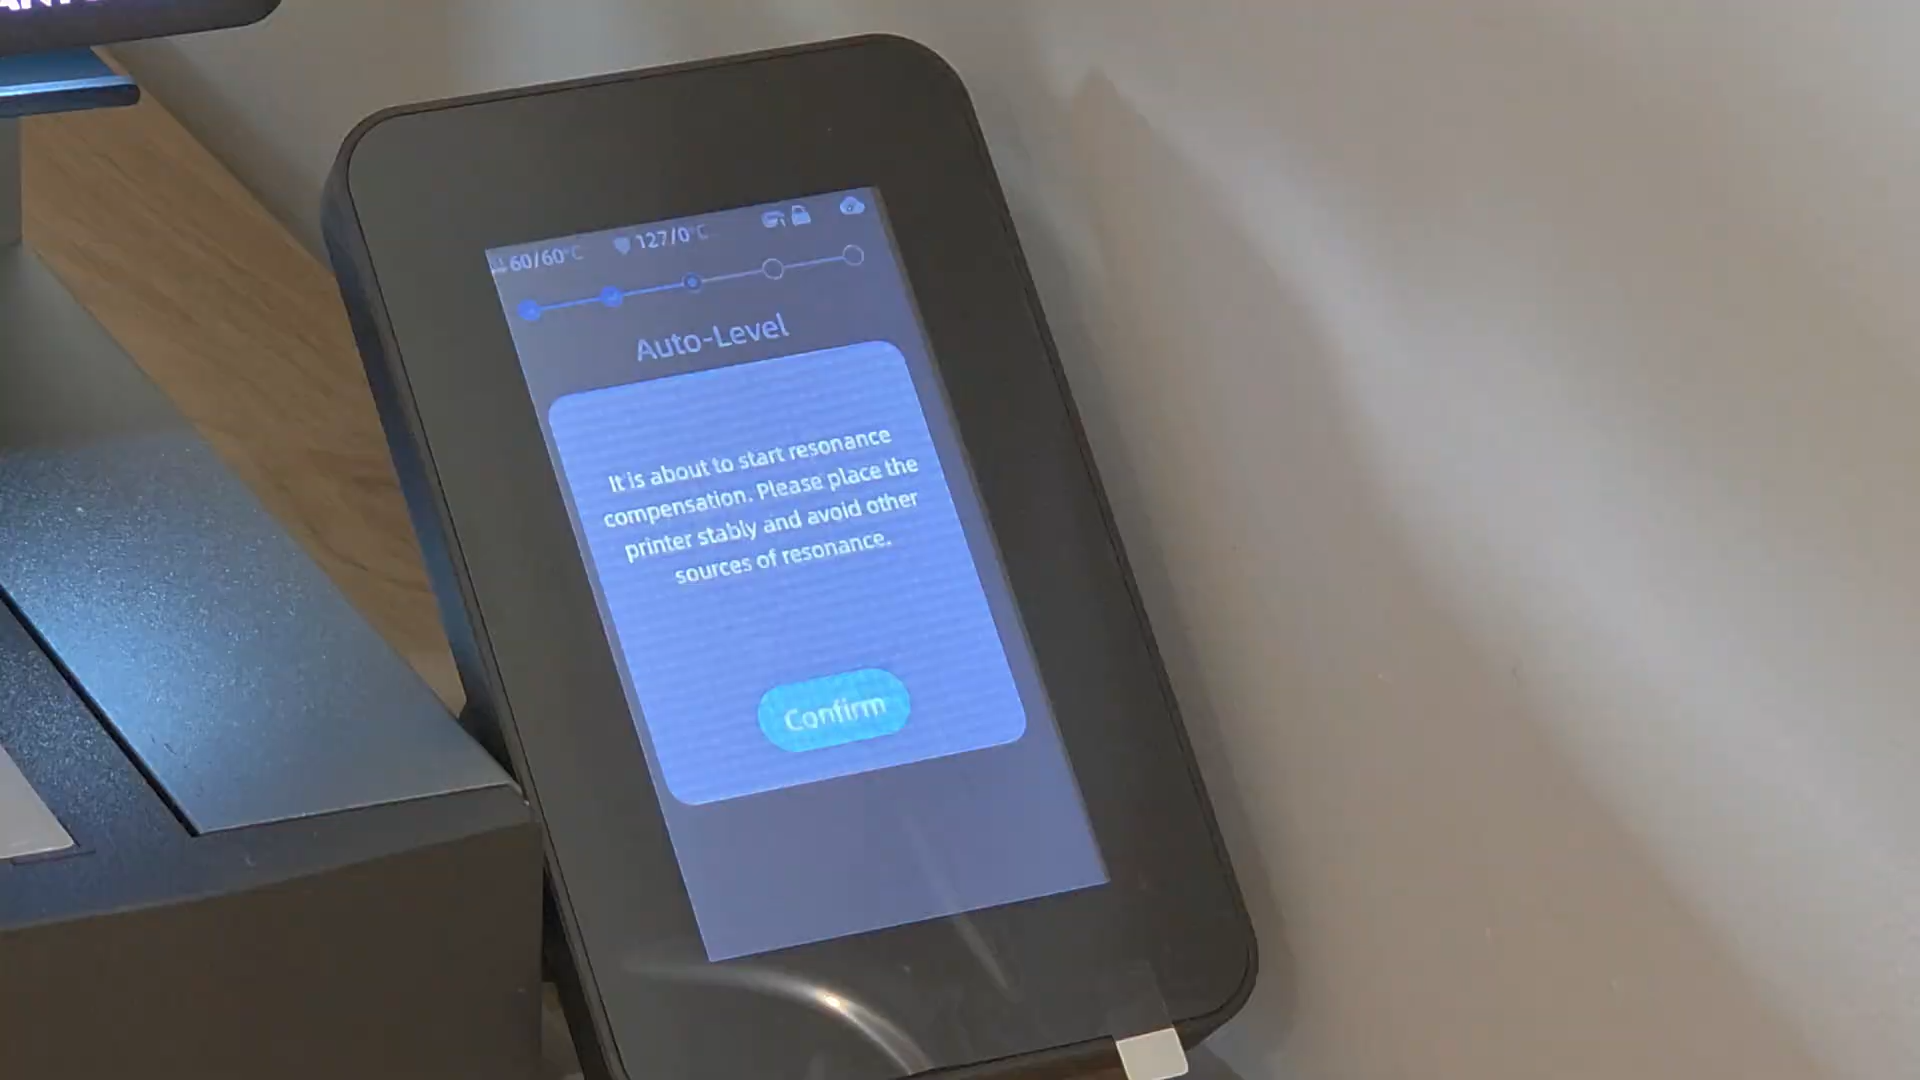 60/60°C 127/0°C
Auto-Level
It is about to start resonance
compensation. Please place the
printer stably and avoid other
sources of resonance.
Confirm